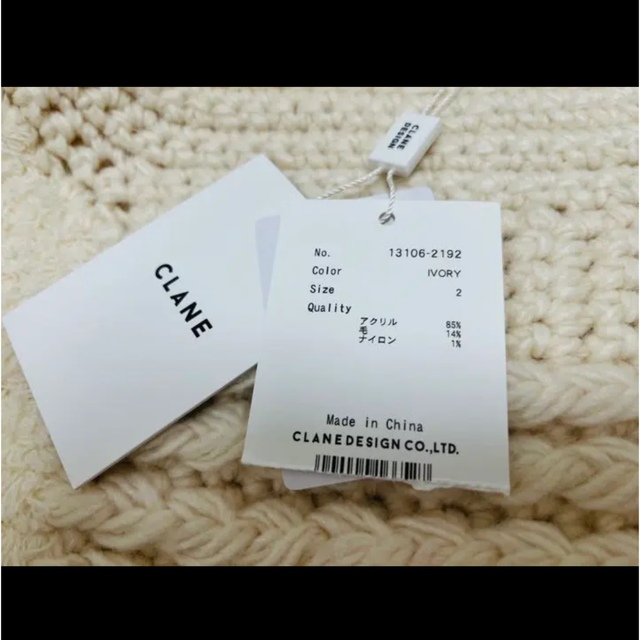 CLANE
DESIGN
CLANE
No. 13106-2192
Color IVORY
Size 2
Quality
アクリル 85%
毛 14%
ナイロン 1%
Made in China
CLANE DESIGN CO.,LTD.